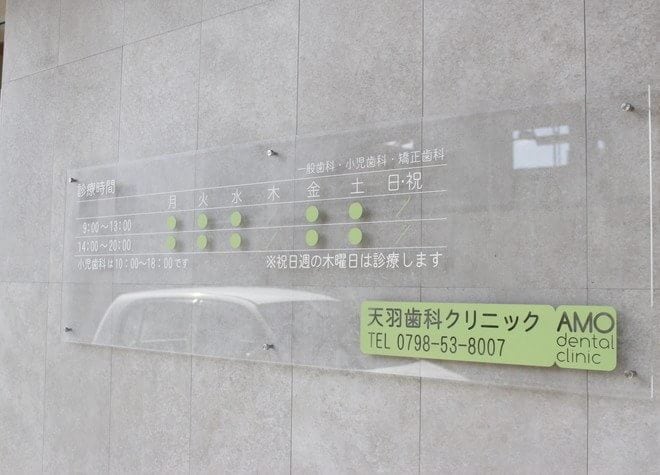 一般歯科・小児歯科・矯正歯科
診療時間 月 火 水 木 金 土 日・祝
9:00～13:00 ● ● ● ／ ● ● ／
14:00～20:00 ● ● ● ／ ● ● ／
小児歯科は10:00～18:00です ※祝日週の木曜日は診療します
天羽歯科クリニック
TEL 0798-53-8007
AMO
dental
clinic